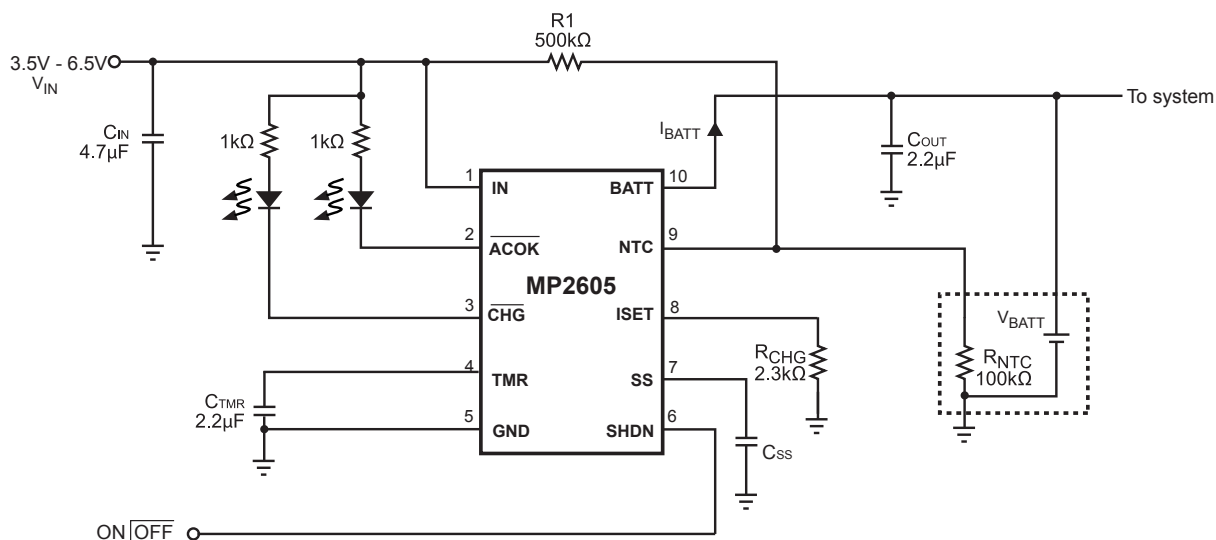 R1
500kΩ
3.5V - 6.5V
VIN
To system
CIN
4.7µF
1kΩ
1kΩ
IBATT
COUT
2.2µF
1
IN
BATT
10
2
ACOK
NTC
9
MP2605
3
CHG
ISET
8
VBATT
RCHG
2.3kΩ
RNTC
100kΩ
4
TMR
SS
7
CTMR
2.2µF
5
GND
SHDN
6
CSS
ON OFF